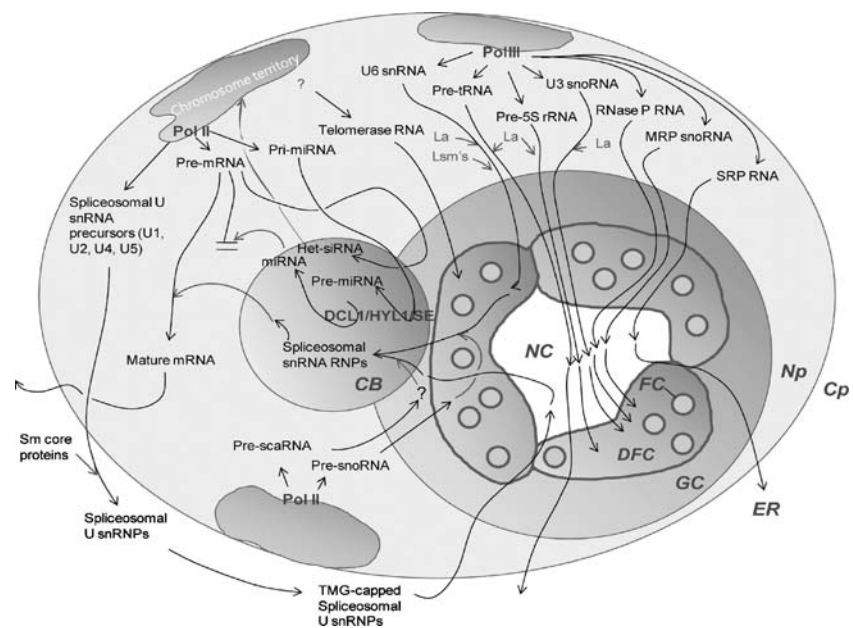 Chromosome territory
Pol II
Pre-mRNA
Pri-miRNA
?
Telomerase RNA
Pol III
U6 snRNA
Pre-tRNA
Pre-5S rRNA
U3 snoRNA
RNase P RNA
MRP snoRNA
SRP RNA
La
Lsm's
La
La
Spliceosomal U
snRNA
precursors (U1,
U2, U4, U5)
Het-siRNA
miRNA
Pre-miRNA
DCL1/HYL1/SE
Spliceosomal
snRNA RNPs
CB
Mature mRNA
NC
FC
DFC
GC
Np
Cp
ER
?
Sm core
proteins
Pre-scaRNA
Pre-snoRNA
Pol II
Spliceosomal
U snRNPs
TMG-capped
Spliceosomal
U snRNPs